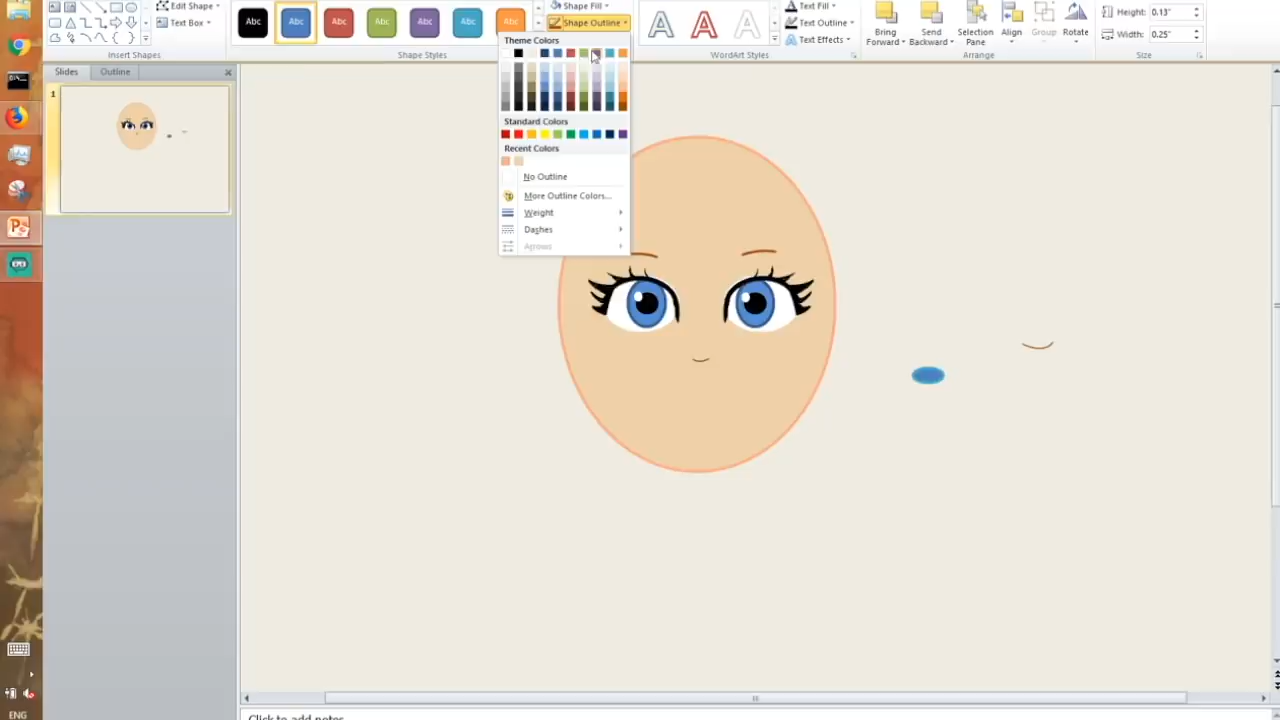 Edit Shape
Text Box
Insert Shapes
Abc Abc Abc Abc Abc Abc Abc
Shape Styles
Shape Fill
Shape Outline
A A A
WordArt Styles
Text Fill
Text Outline
Text Effects
Bring Forward
Send Backward
Selection Pane
Align
Group
Rotate
Arrange
Height: 0.13"
Width: 0.25"
Size
Slides
Outline
1
Theme Colors
Standard Colors
Recent Colors
No Outline
More Outline Colors...
Weight
Dashes
Arrows
ENG
Click to add notes